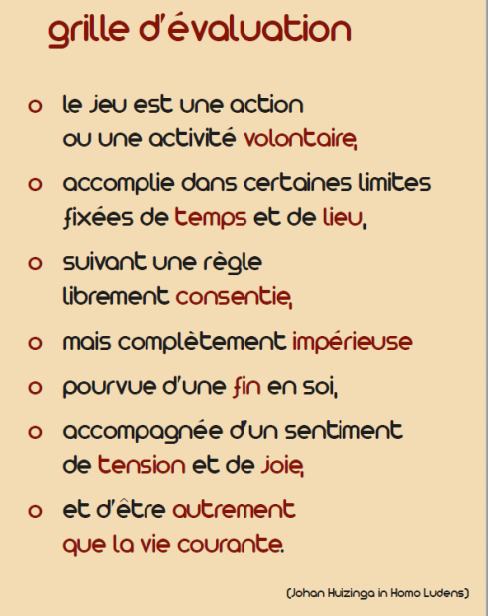 grille d'évaluation
o le jeu est une action
ou une activité volontaire,
o accomplie dans certaines limites
fixées de temps et de lieu,
o suivant une règle
librement consentie,
o mais complètement impérieuse
o pourvue d'une fin en soi,
o accompagnée d'un sentiment
de tension et de joie,
o et d'être autrement
que la vie courante.
(Johan Huizinga in Homo Ludens)